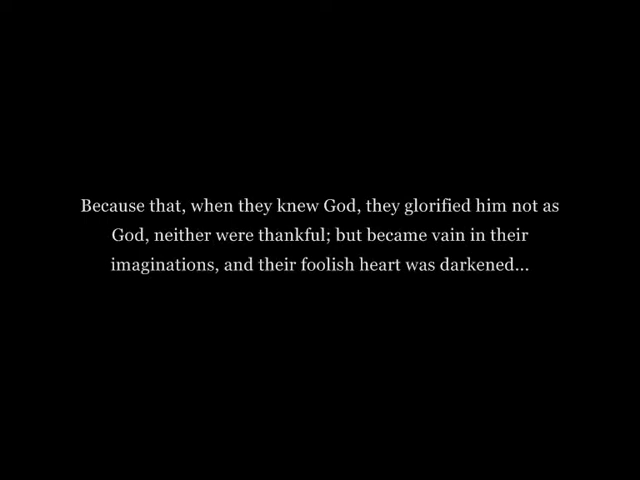 Because that, when they knew God, they glorified him not as
God, neither were thankful; but became vain in their
imaginations, and their foolish heart was darkened...